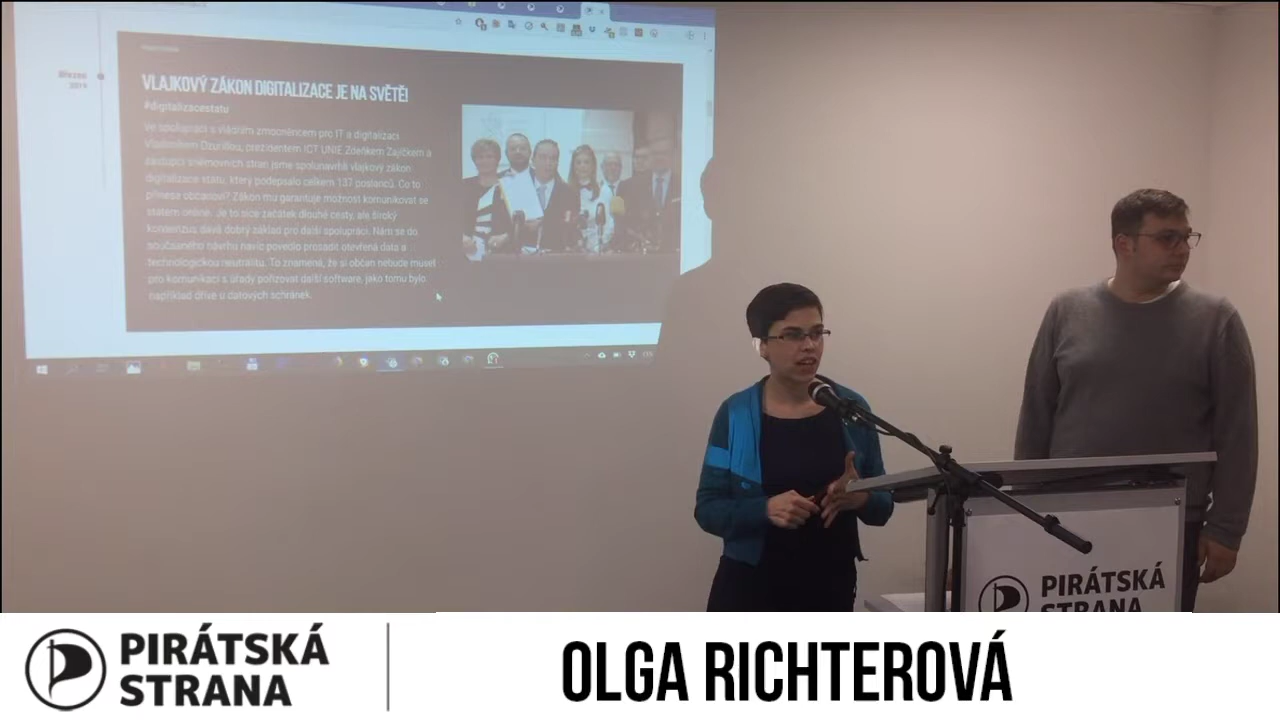 Březen
2019
VLAJKOVÝ ZÁKON DIGITALIZACE JE NA SVĚTĚ!
#digitalizacestatu
Ve spolupráci s vládním zmocněncem pro IT a digitalizaci
Vladimírem Dzurillou, prezidentem ICT UNIE Zdeňkem Zajíčkem a
zástupci sněmovních stran jsme spolunavrhli vlajkový zákon
digitalizace státu, který podepsalo celkem 137 poslanců. Co to
přinese občanovi? Zákon mu garantuje možnost komunikovat se
státem online. Je to sice začátek dlouhé cesty, ale široký
konsenzus dává dobrý základ pro další spolupráci. Nám se do
současného návrhu navíc povedlo prosadit otevřená data a
technologickou neutralitu. To znamená, že si občan nebude muset
pro komunikaci s úřady pořizovat další software, jako tomu bylo
například dříve u datových schránek.
PIRÁTSKÁ
STRANA
PIRÁTSKÁ
STRANA
OLGA RICHTEROVÁ